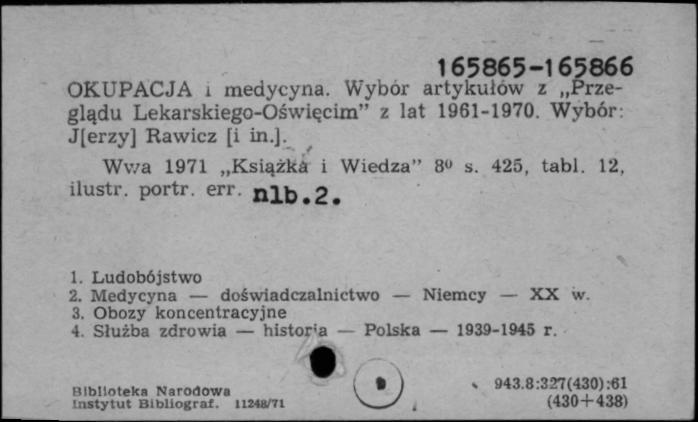 165865-165866
OKUPACJA i medycyna. Wybór artykułów z „Prze-
glądu Lekarskiego-Oświęcim” z lat 1961-1970. Wybór:
J[erzy] Rawicz [i in.].
Wwa 1971 „Książka i Wiedza” 8º s. 425, tabl. 12,
ilustr. portr. err. nlb.2.
1. Ludobójstwo
2. Medycyna — doświadczalnictwo — Niemcy — XX w.
3. Obozy koncentracyjne
4. Służba zdrowia — historia — Polska — 1939-1945 r.
Biblioteka Narodowa
Instytut Bibliograf. 11248/71
943.8:327(430):61
(430+438)